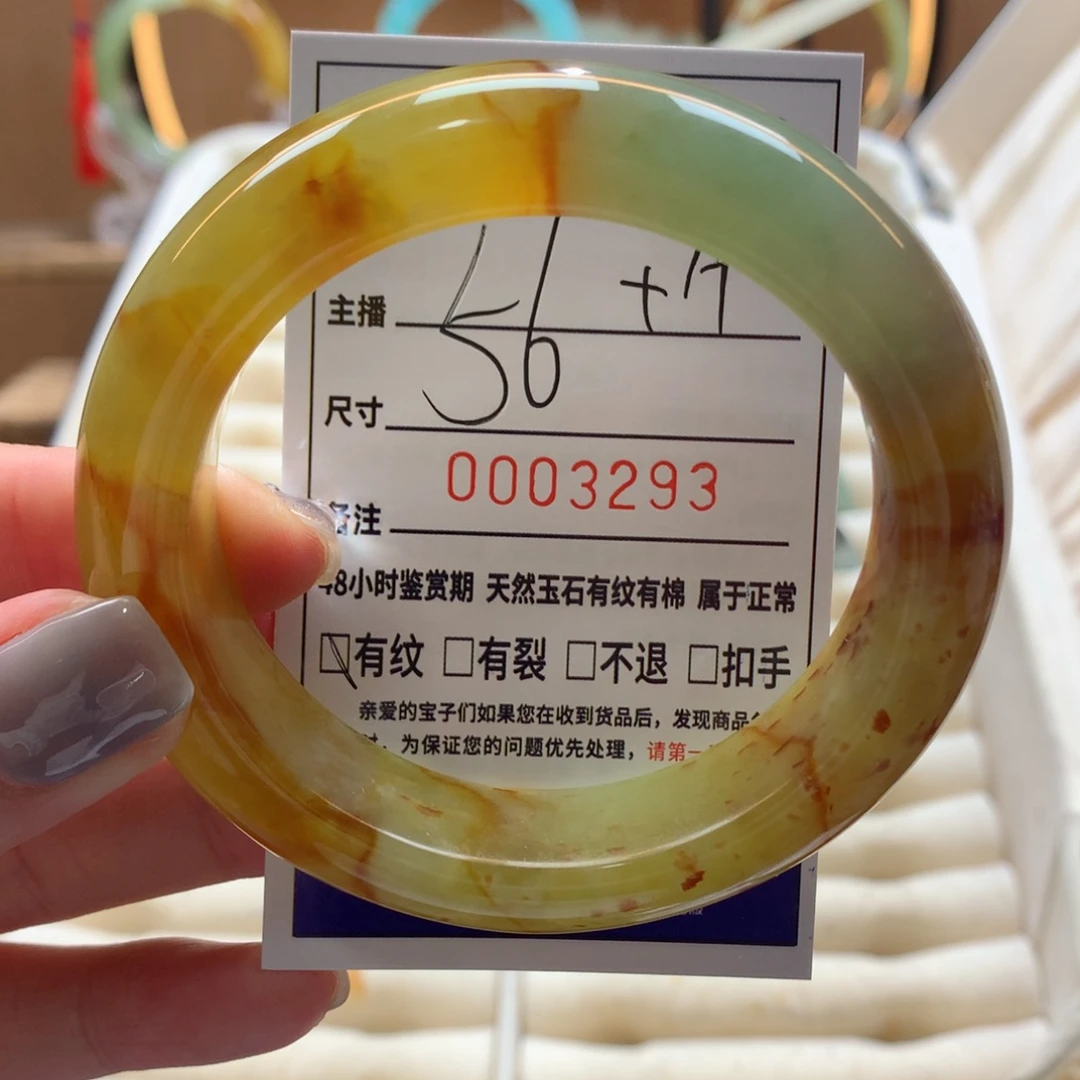 主播
56
尺寸
0003293
备注
48小时鉴赏期 天然玉石有纹有棉 属于正常
☑有纹 □有裂 □不退 □扣手
亲爱的宝子们如果您在收到货品后，发现商品
为保证您的问题优先处理，请第一